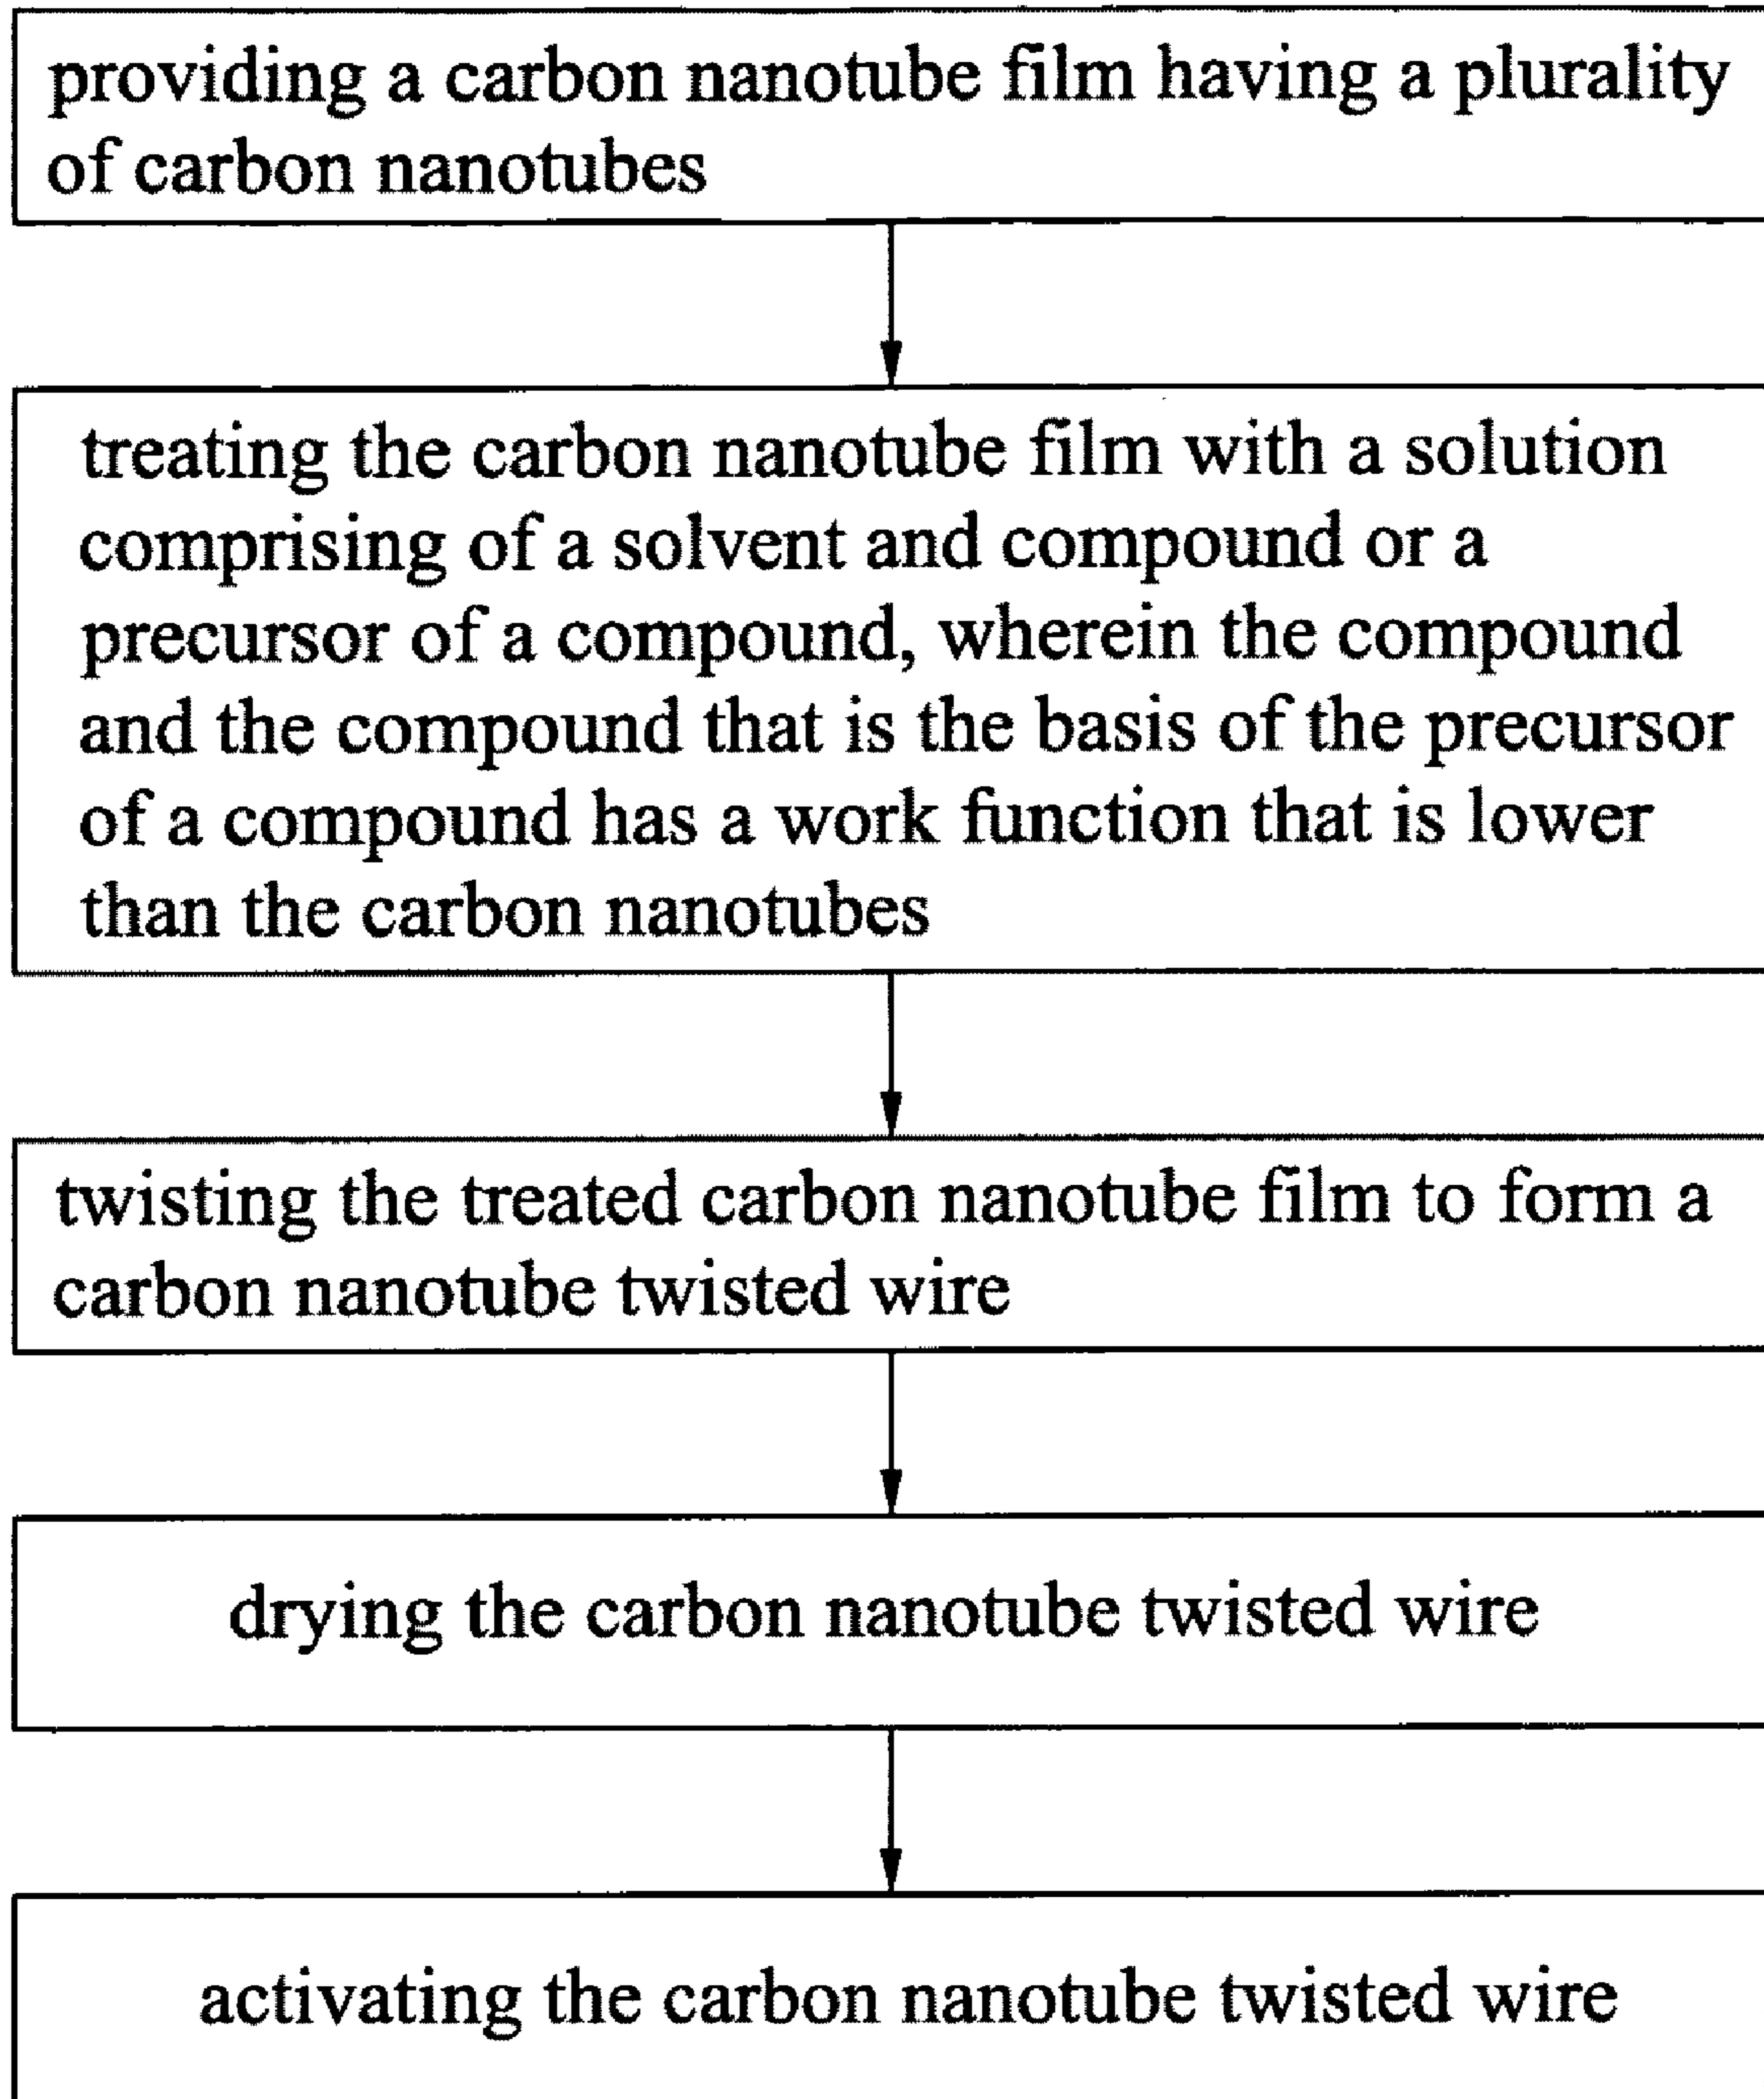 providing a carbon nanotube film having a plurality
of carbon nanotubes
treating the carbon nanotube film with a solution
comprising of a solvent and compound or a
precursor of a compound, wherein the compound
and the compound that is the basis of the precursor
of a compound has a work function that is lower
than the carbon nanotubes
twisting the treated carbon nanotube film to form a
carbon nanotube twisted wire
drying the carbon nanotube twisted wire
activating the carbon nanotube twisted wire